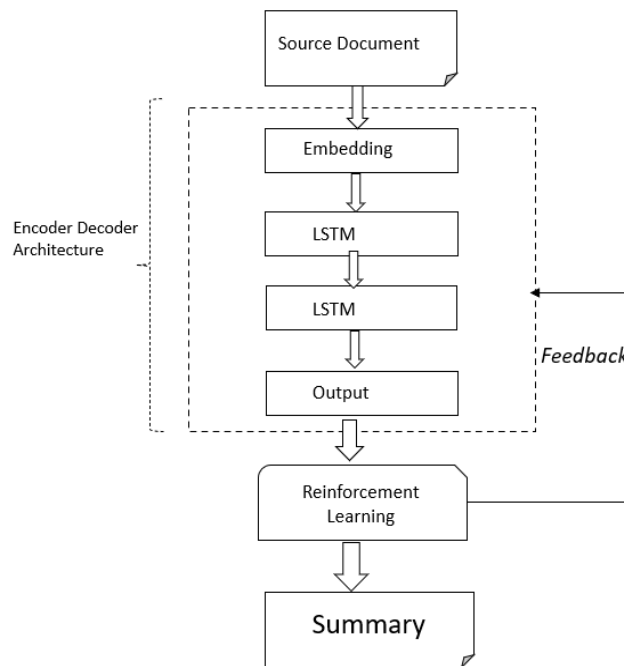 Source Document
Embedding
Encoder Decoder
Architecture
LSTM
LSTM
Feedback
Output
Reinforcement
Learning
Summary